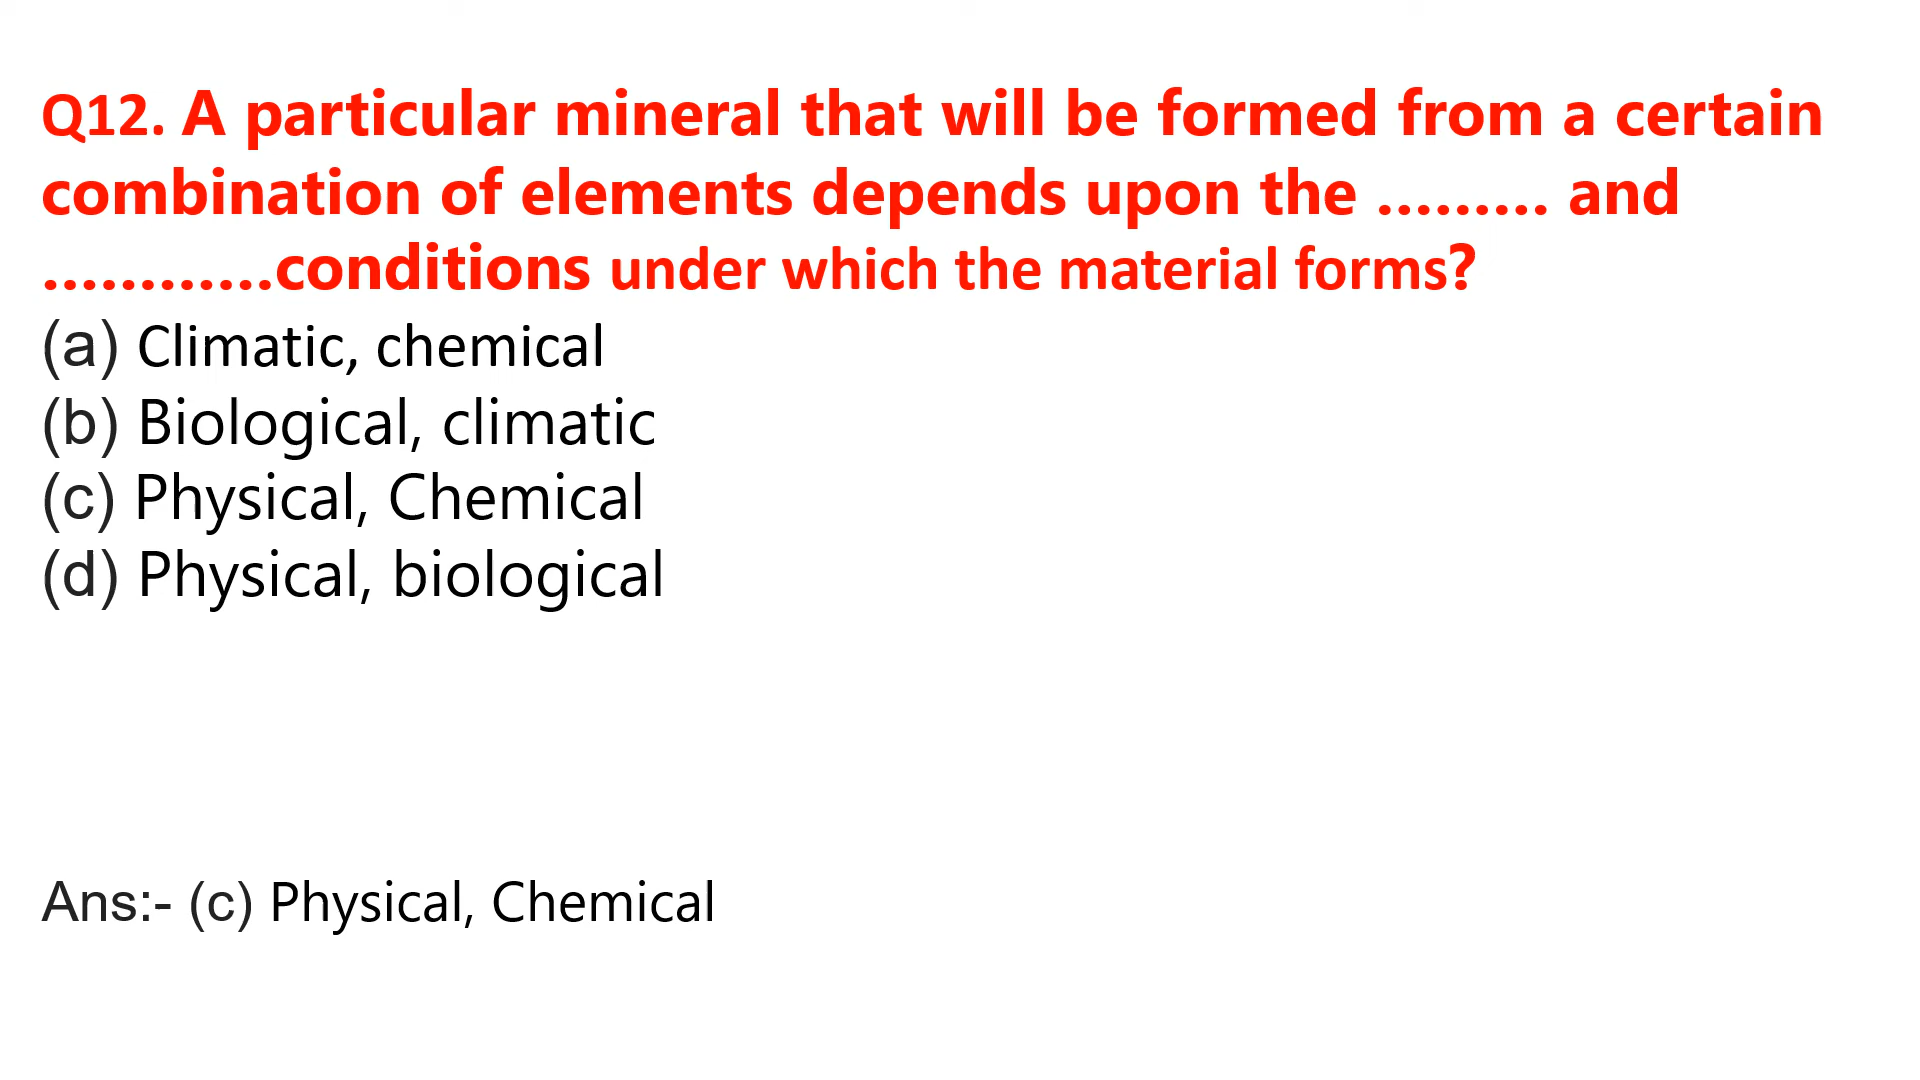 Q12. A particular mineral that will be formed from a certain
combination of elements depends upon the ......... and
............conditions under which the material forms?
(a) Climatic, chemical
(b) Biological, climatic
(c) Physical, Chemical
(d) Physical, biological
Ans:- (c) Physical, Chemical